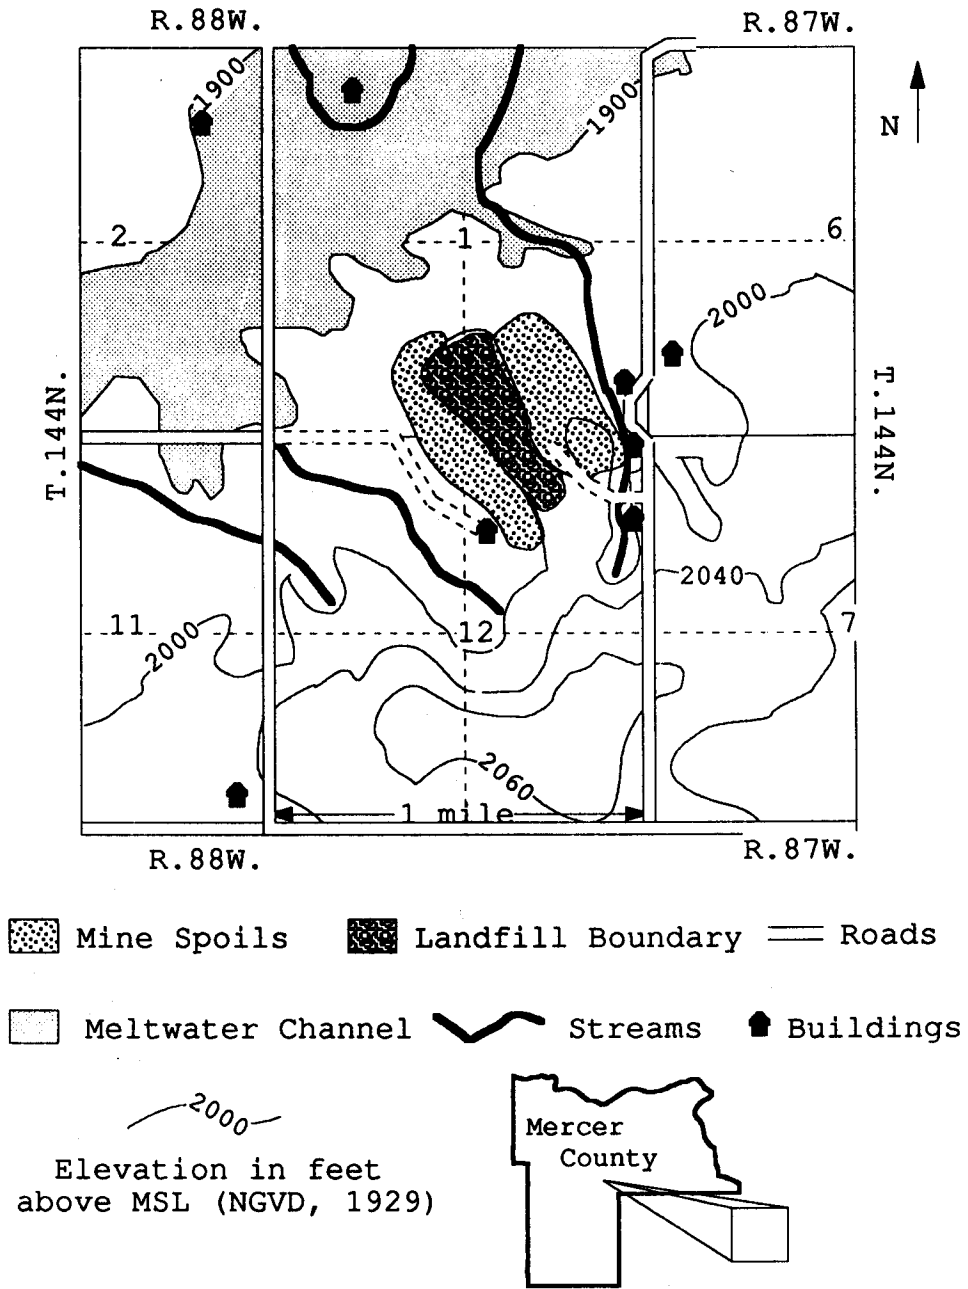 R.88W.
R.87W.
1900
1900
N
2
1
6
2000
T.144N.
T.144N.
2040
11
2000
12
7
2060
1 mile
R.88W.
R.87W.
Mine Spoils
Landfill Boundary
Roads
Meltwater Channel
Streams
Buildings
2000
Elevation in feet
above MSL (NGVD, 1929)
Mercer
County